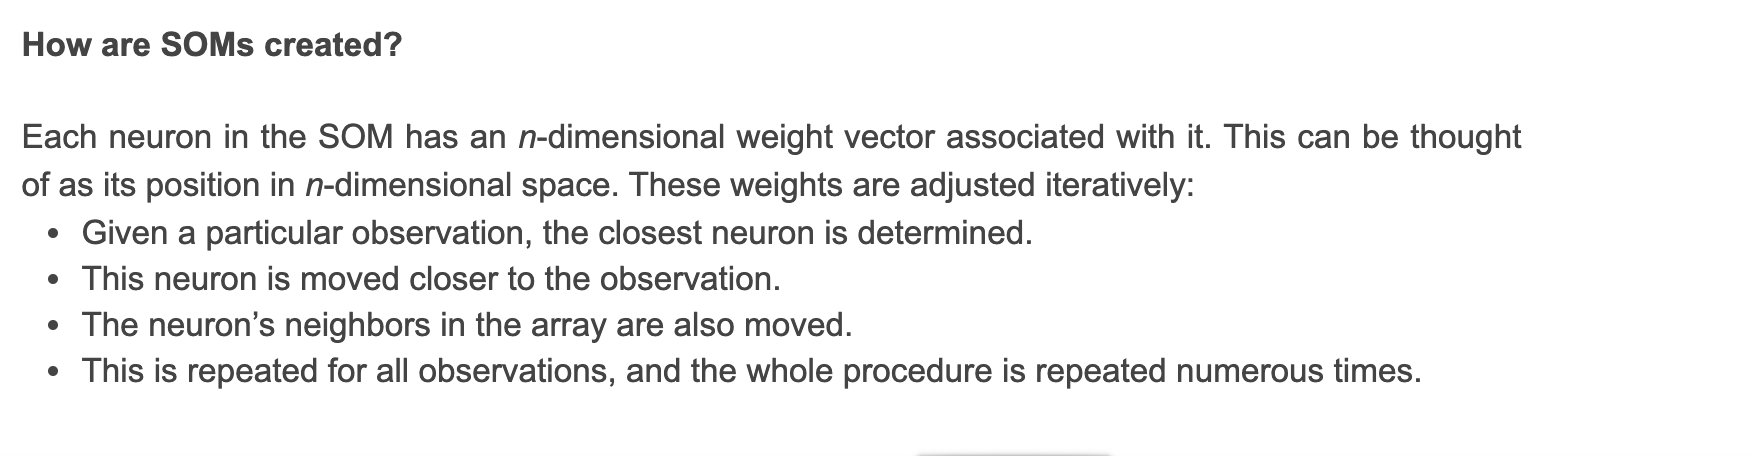 How are SOMs created?
Each neuron in the SOM has an n-dimensional weight vector associated with it. This can be thought
of as its position in n-dimensional space. These weights are adjusted iteratively:
• Given a particular observation, the closest neuron is determined.
• This neuron is moved closer to the observation.
• The neuron’s neighbors in the array are also moved.
• This is repeated for all observations, and the whole procedure is repeated numerous times.